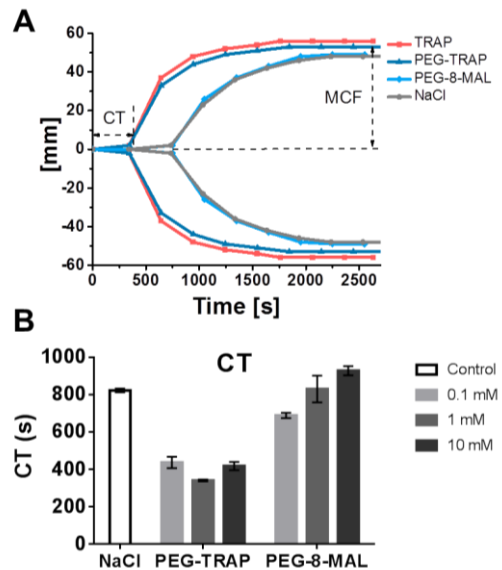 A
TRAP
PEG-TRAP
PEG-8-MAL
NaCl
CT
MCF
[mm]
60
40
20
0
-20
-40
-60
0 500 1000 1500 2000 2500
Time [s]
B
CT
Control
0.1 mM
1 mM
10 mM
CT (s)
1000
800
600
400
200
0
NaCl PEG-TRAP PEG-8-MAL